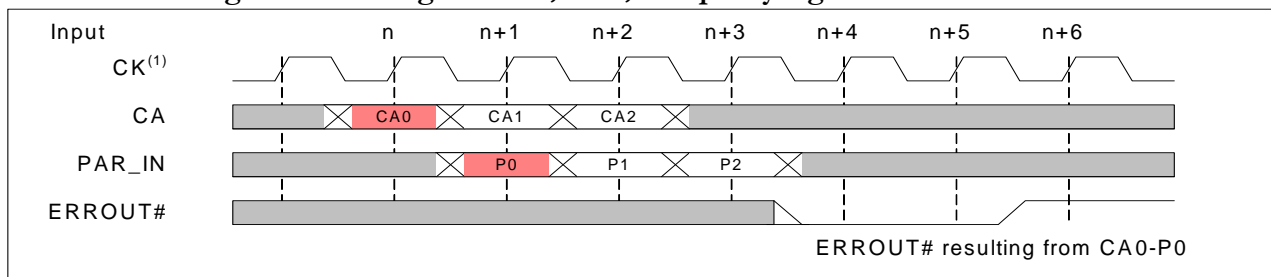 Input n n+1 n+2 n+3 n+4 n+5 n+6
CK(1)
CA CA0 CA1 CA2
PAR_IN P0 P1 P2
ERROUT#
ERROUT# resulting from CA0-P0